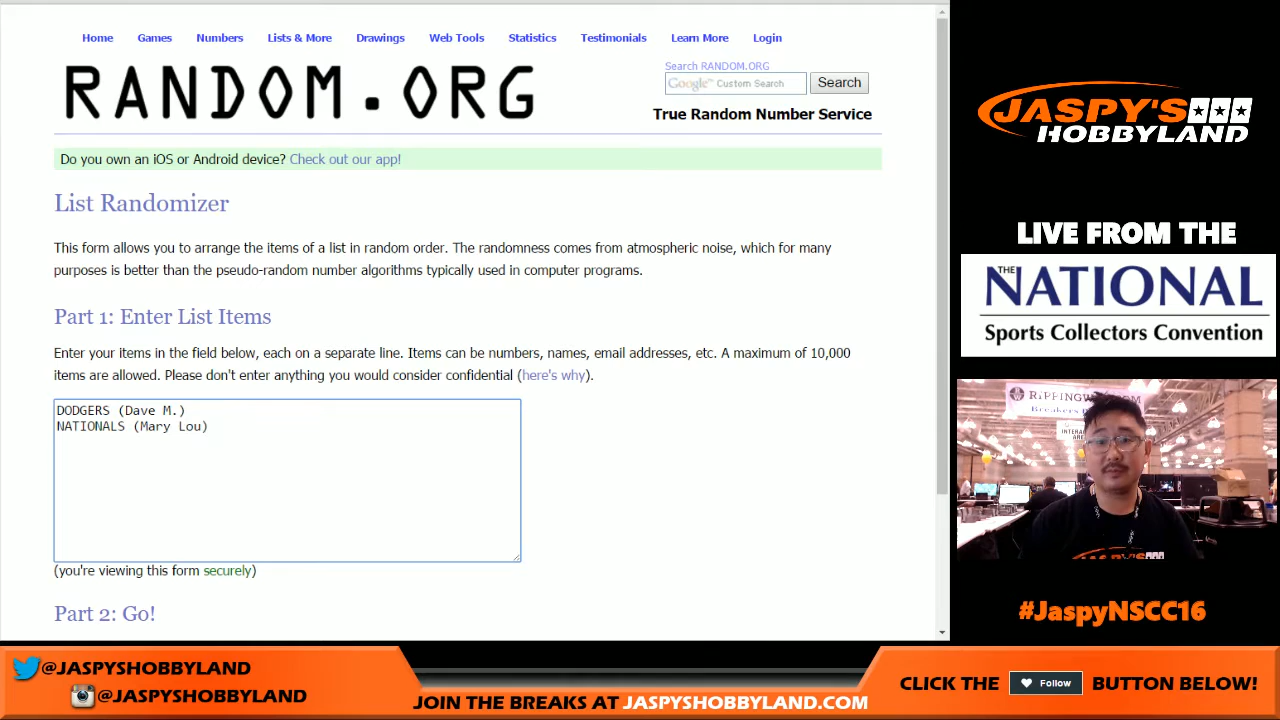 Home Games Numbers Lists & More Drawings Web Tools Statistics Testimonials Learn More Login
RANDOM.ORG
Search RANDOM.ORG
Google™ Custom Search Search
True Random Number Service
Do you own an iOS or Android device? Check out our app!
List Randomizer
This form allows you to arrange the items of a list in random order. The randomness comes from atmospheric noise, which for many
purposes is better than the pseudo-random number algorithms typically used in computer programs.
Part 1: Enter List Items
Enter your items in the field below, each on a separate line. Items can be numbers, names, email addresses, etc. A maximum of 10,000
items are allowed. Please don't enter anything you would consider confidential (here's why).
DODGERS (Dave M.)
NATIONALS (Mary Lou)
(you're viewing this form securely)
Part 2: Go!
JASPY'S
HOBBYLAND
LIVE FROM THE
THE NATIONAL
Sports Collectors Convention
Breakers
JASPY'S
#JaspyNSCC16
@JASPYSHOBBYLAND
@JASPYSHOBBYLAND
JOIN THE BREAKS AT JASPYSHOBBYLAND.COM
CLICK THE Follow BUTTON BELOW!